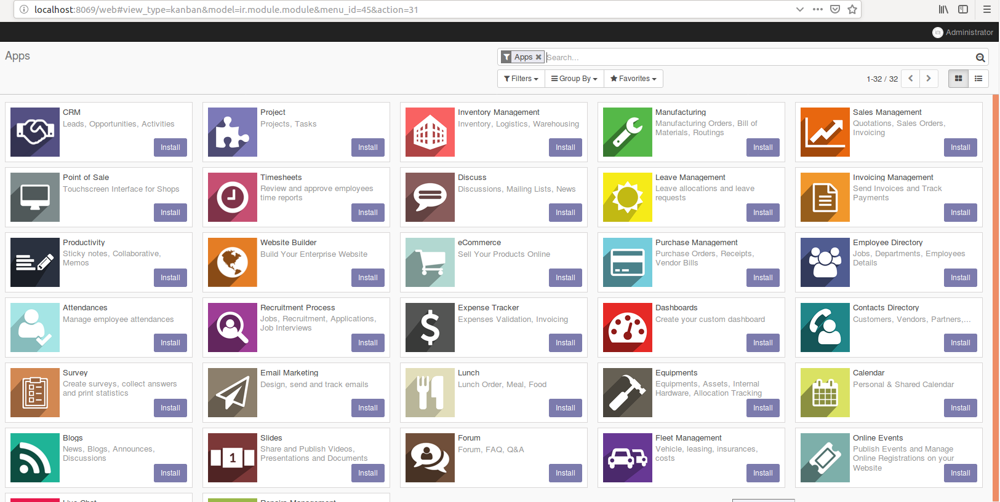 localhost:8069/web#view_type=kanban&model=ir.module.module&menu_id=45&action=31
Administrator
Apps
Apps
Search...
Filters
Group By
Favorites
1-32 / 32
CRM
Leads, Opportunities, Activities
Install
Project
Projects, Tasks
Install
Inventory Management
Inventory, Logistics, Warehousing
Install
Manufacturing
Manufacturing Orders, Bill of
Materials, Routings
Install
Sales Management
Quotations, Sales Orders,
Invoicing
Install
Point of Sale
Touchscreen Interface for Shops
Install
Timesheets
Review and approve employees
time reports
Install
Discuss
Discussions, Mailing Lists, News
Install
Leave Management
Leave allocations and leave
requests
Install
Invoicing Management
Send Invoices and Track
Payments
Install
Productivity
Sticky notes, Collaborative,
Memos
Install
Website Builder
Build Your Enterprise Website
Install
eCommerce
Sell Your Products Online
Install
Purchase Management
Purchase Orders, Receipts,
Vendor Bills
Install
Employee Directory
Jobs, Departments, Employees
Details
Install
Attendances
Manage employee attendances
Install
Recruitment Process
Jobs, Recruitment, Applications,
Job Interviews
Install
Expense Tracker
Expenses Validation, Invoicing
Install
Dashboards
Create your custom dashboard
Install
Contacts Directory
Customers, Vendors, Partners,...
Install
Survey
Create surveys, collect answers
and print statistics
Install
Email Marketing
Design, send and track emails
Install
Lunch
Lunch Order, Meal, Food
Install
Equipments
Equipments, Assets, Internal
Hardware, Allocation Tracking
Install
Calendar
Personal & Shared Calendar
Install
Blogs
News, Blogs, Announces,
Discussions
Install
1
Slides
Share and Publish Videos,
Presentations and Documents
Install
Forum
Forum, FAQ, Q&A
Install
Fleet Management
Vehicle, leasing, insurances,
costs
Install
Online Events
Publish Events and Manage
Online Registrations on your
Website
Install
Live Chat
Repairs Management